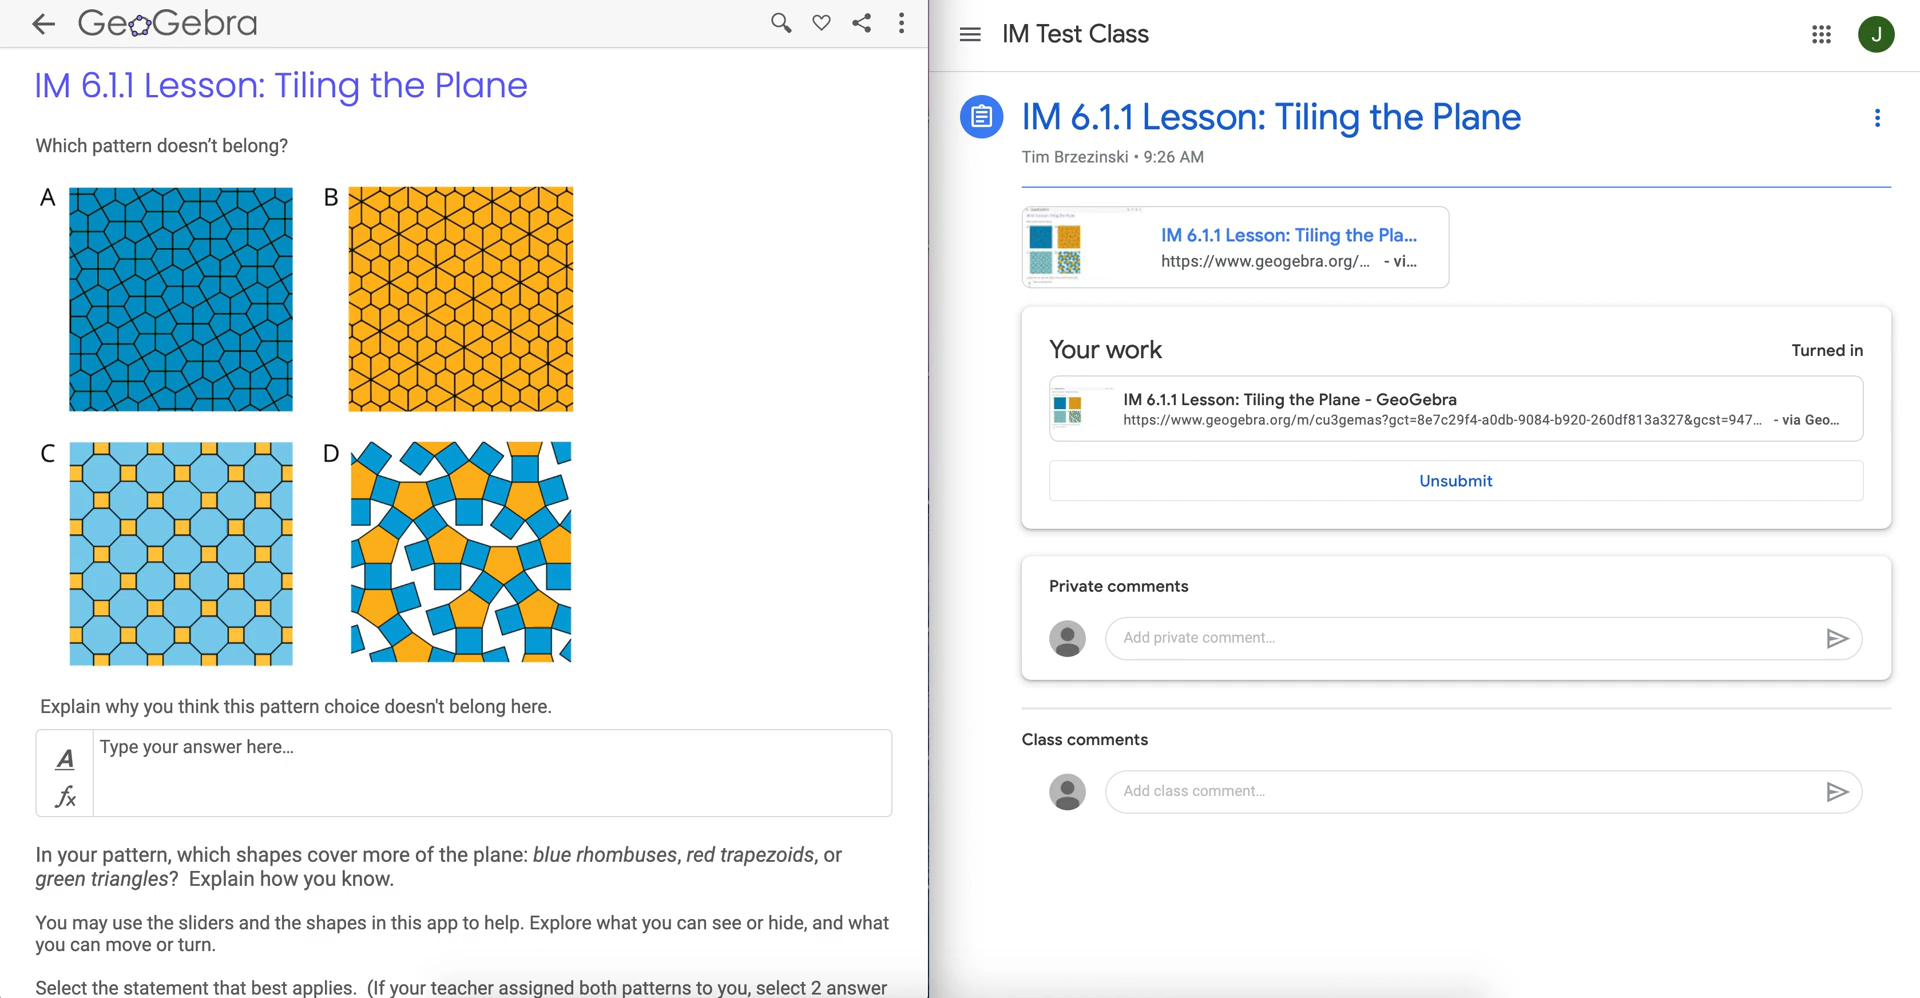 GeoGebra
IM 6.1.1 Lesson: Tiling the Plane
Which pattern doesn’t belong?
A
B
C
D
Explain why you think this pattern choice doesn't belong here.
A
Type your answer here...
fx
In your pattern, which shapes cover more of the plane: blue rhombuses, red trapezoids, or
green triangles? Explain how you know.
You may use the sliders and the shapes in this app to help. Explore what you can see or hide, and what
you can move or turn.
Select the statement that best applies. (If your teacher assigned both patterns to you, select 2 answer
IM Test Class
J
IM 6.1.1 Lesson: Tiling the Plane
Tim Brzezinski • 9:26 AM
IM 6.1.1 Lesson: Tiling the Pla...
https://www.geogebra.org/... - vi...
Your work
Turned in
IM 6.1.1 Lesson: Tiling the Plane - GeoGebra
https://www.geogebra.org/m/cu3gemas?gct=8e7c29f4-a0db-9084-b920-260df813a327&gcst=947... - via Geo...
Unsubmit
Private comments
Add private comment...
Class comments
Add class comment...